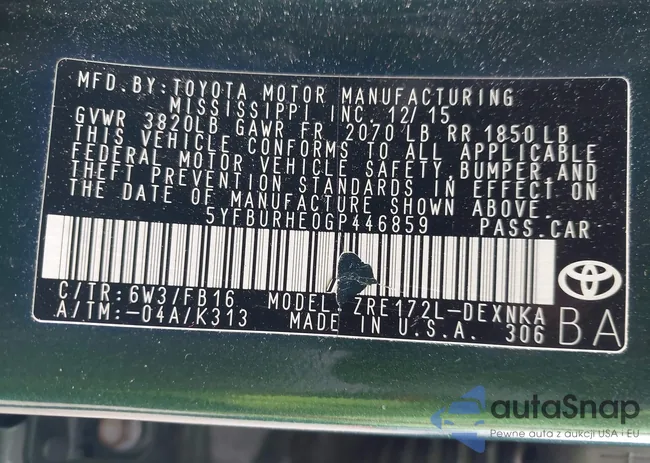 MFD. BY: TOYOTA MOTOR MANUFACTURING
MISSISSIPPI INC. 12/15
GVWR 3820LB GAWR FR 2070 LB RR 1850 LB
THIS VEHICLE CONFORMS TO ALL APPLICABLE
FEDERAL MOTOR VEHICLE SAFETY, BUMPER, AND
THEFT PREVENTION STANDARDS IN EFFECT ON
THE DATE OF MANUFACTURE SHOWN ABOVE.
5YFBURHE0GP446859 PASS. CAR
C/TR: 6W3/FB16 MODEL: ZRE172L-DEXNKA
A/TM: -04A/K313 MADE IN U.S.A. 306 BA
autaSnap
Pewne auta z aukcji USA i EU